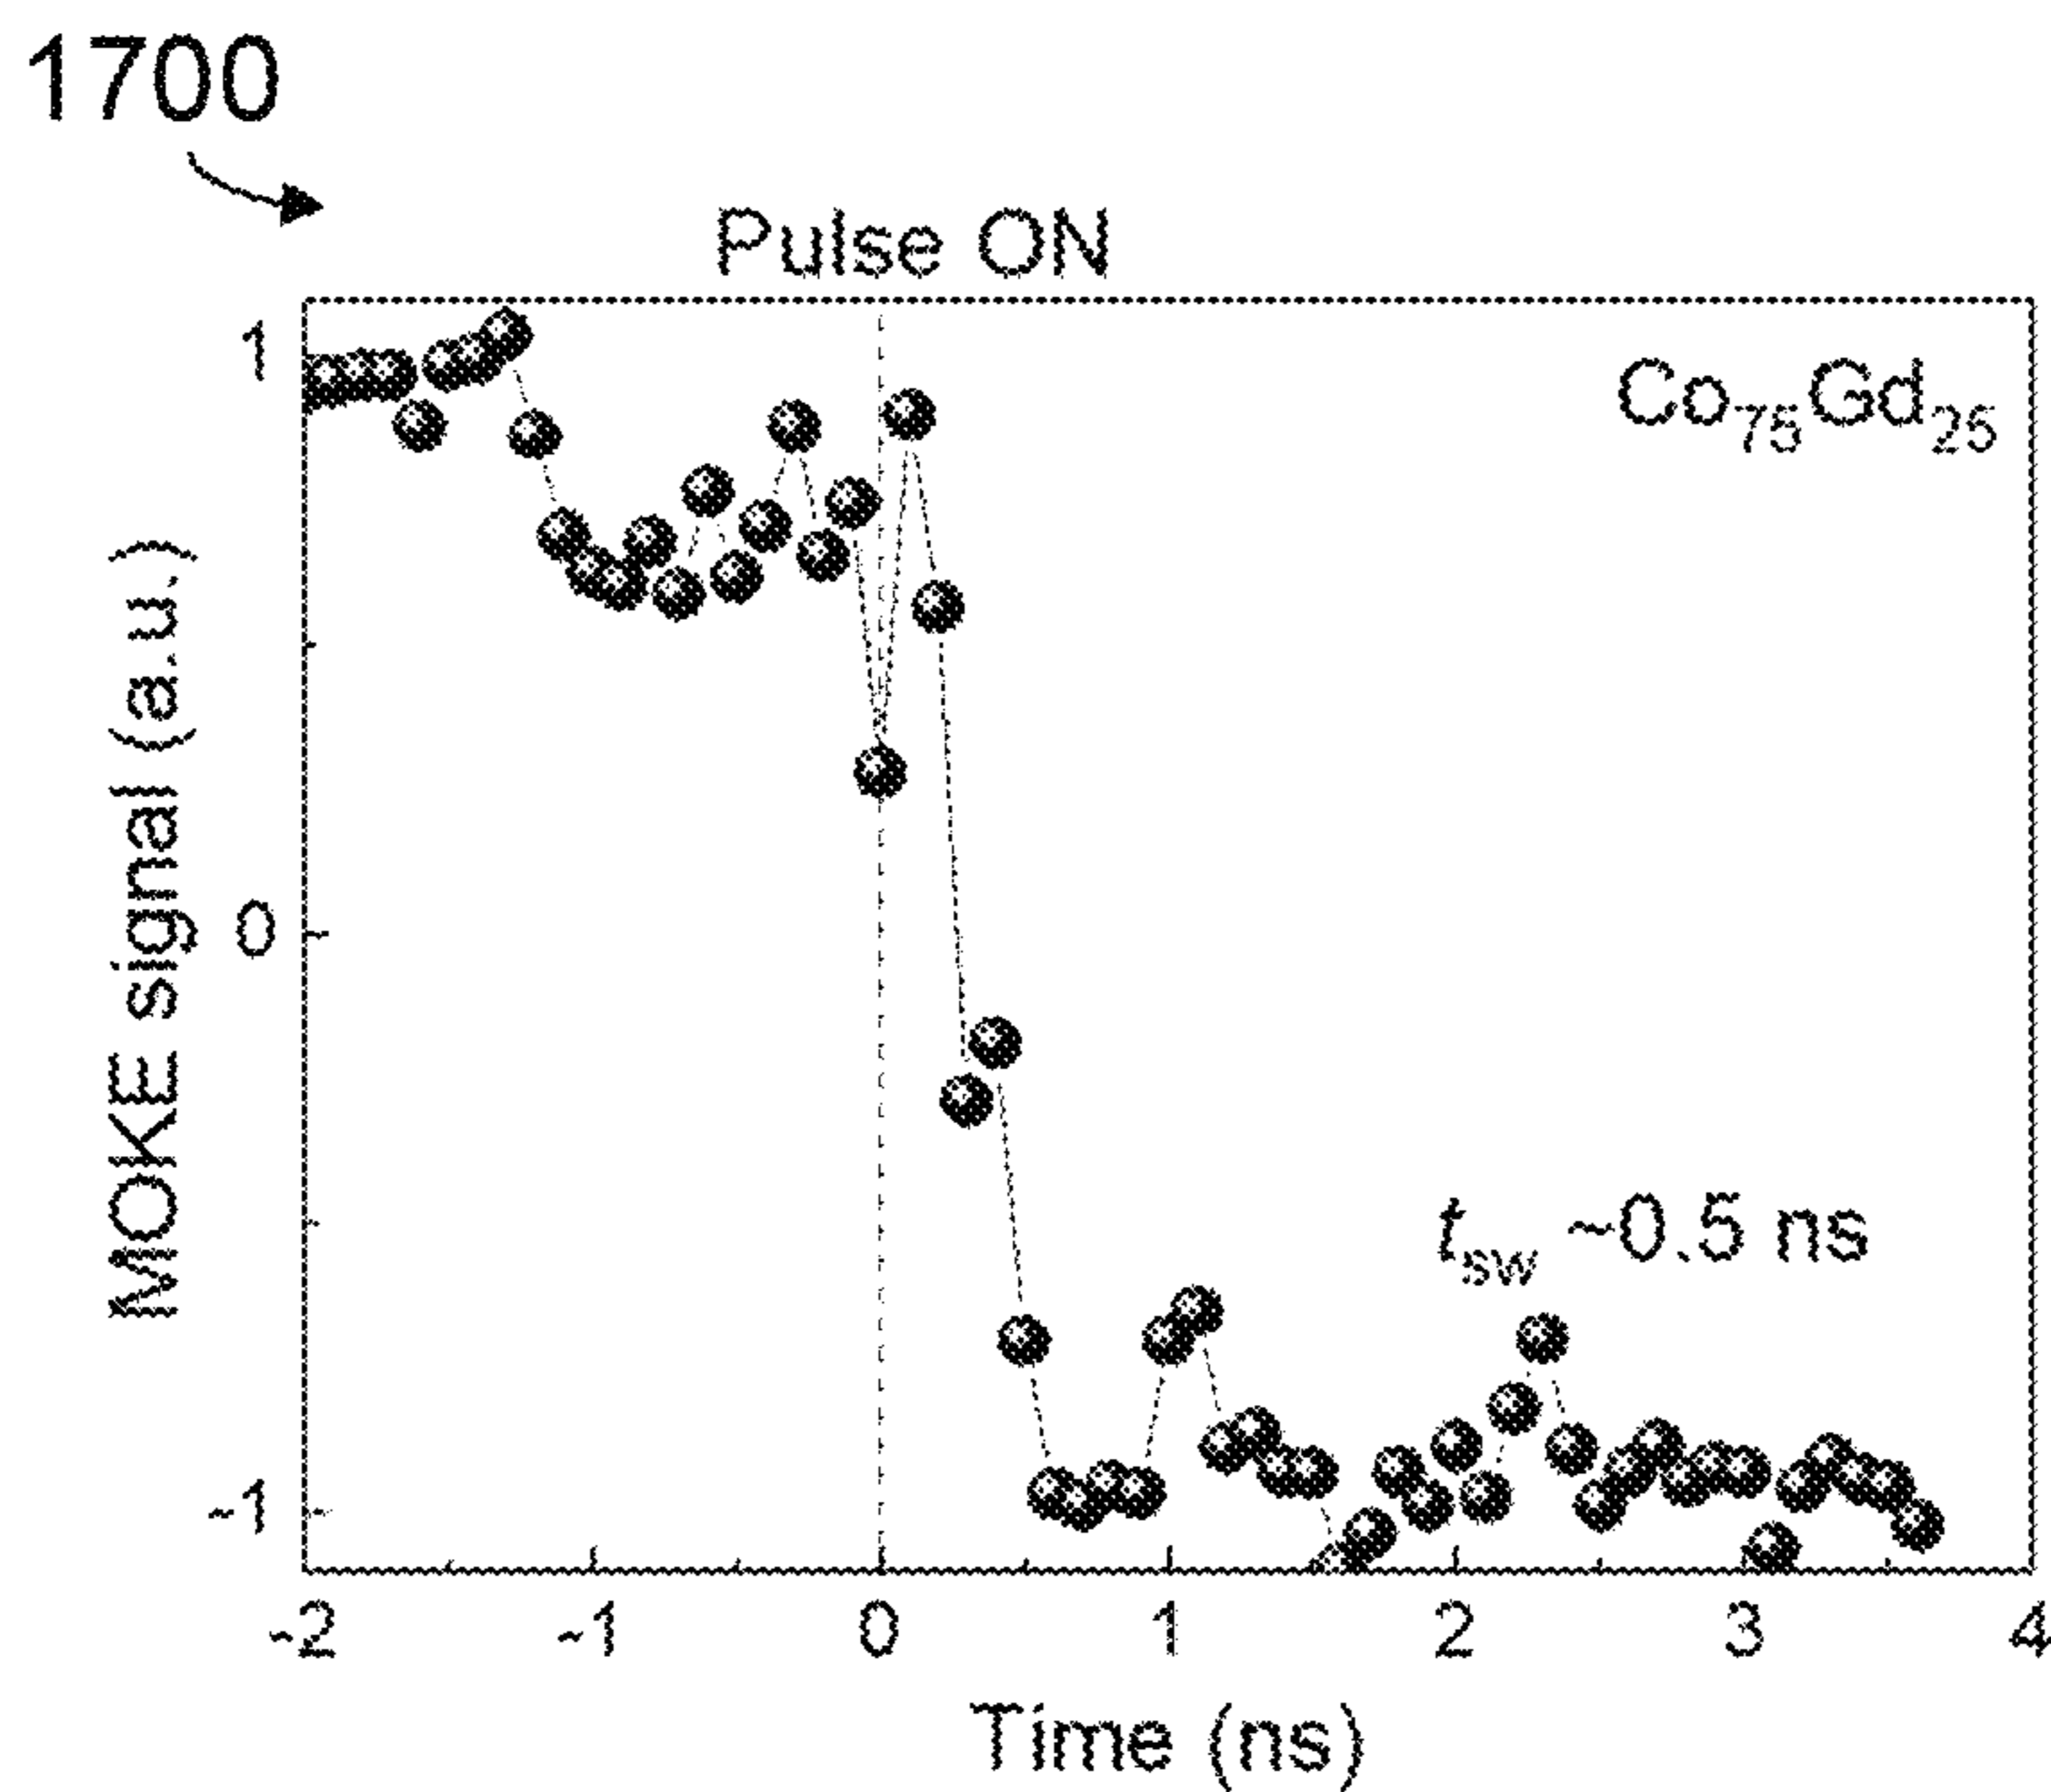 1700
Pulse ON
Co₇₅Gd₂₅
MOKE signal (a.u.)
1
0
-1
t_sw ~0.5 ns
-2 -1 0 1 2 3 4
Time (ns)